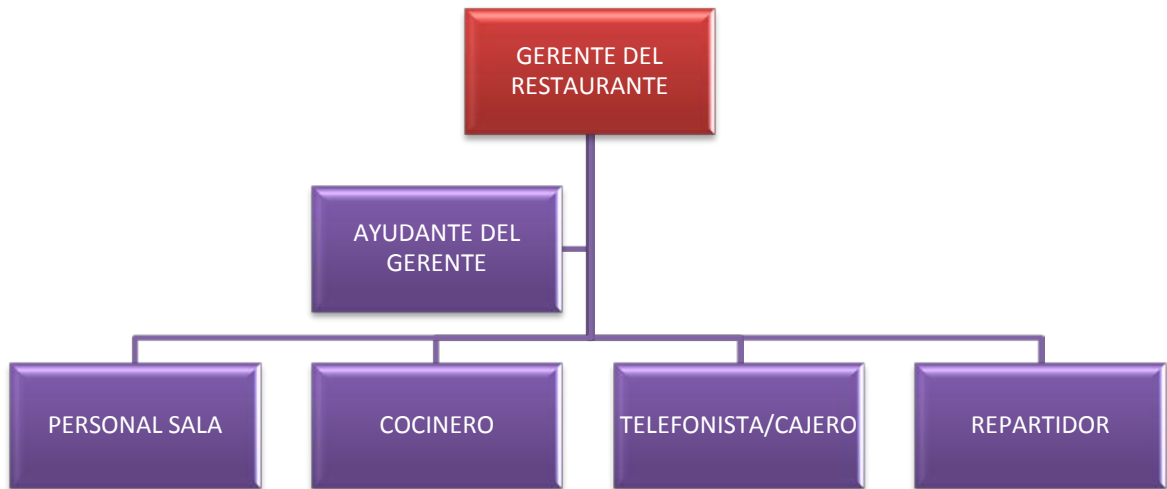 GERENTE DEL
RESTAURANTE
AYUDANTE DEL
GERENTE
PERSONAL SALA
COCINERO
TELEFONISTA/CAJERO
REPARTIDOR